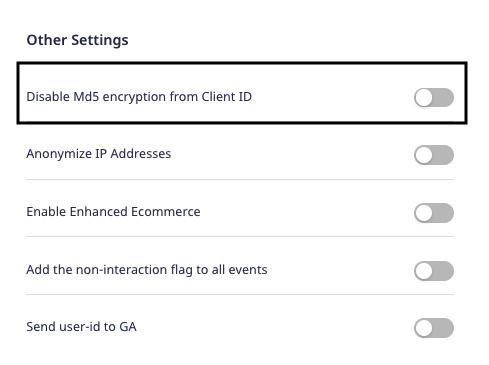 Other Settings
Disable Md5 encryption from Client ID
Anonymize IP Addresses
Enable Enhanced Ecommerce
Add the non-interaction flag to all events
Send user-id to GA